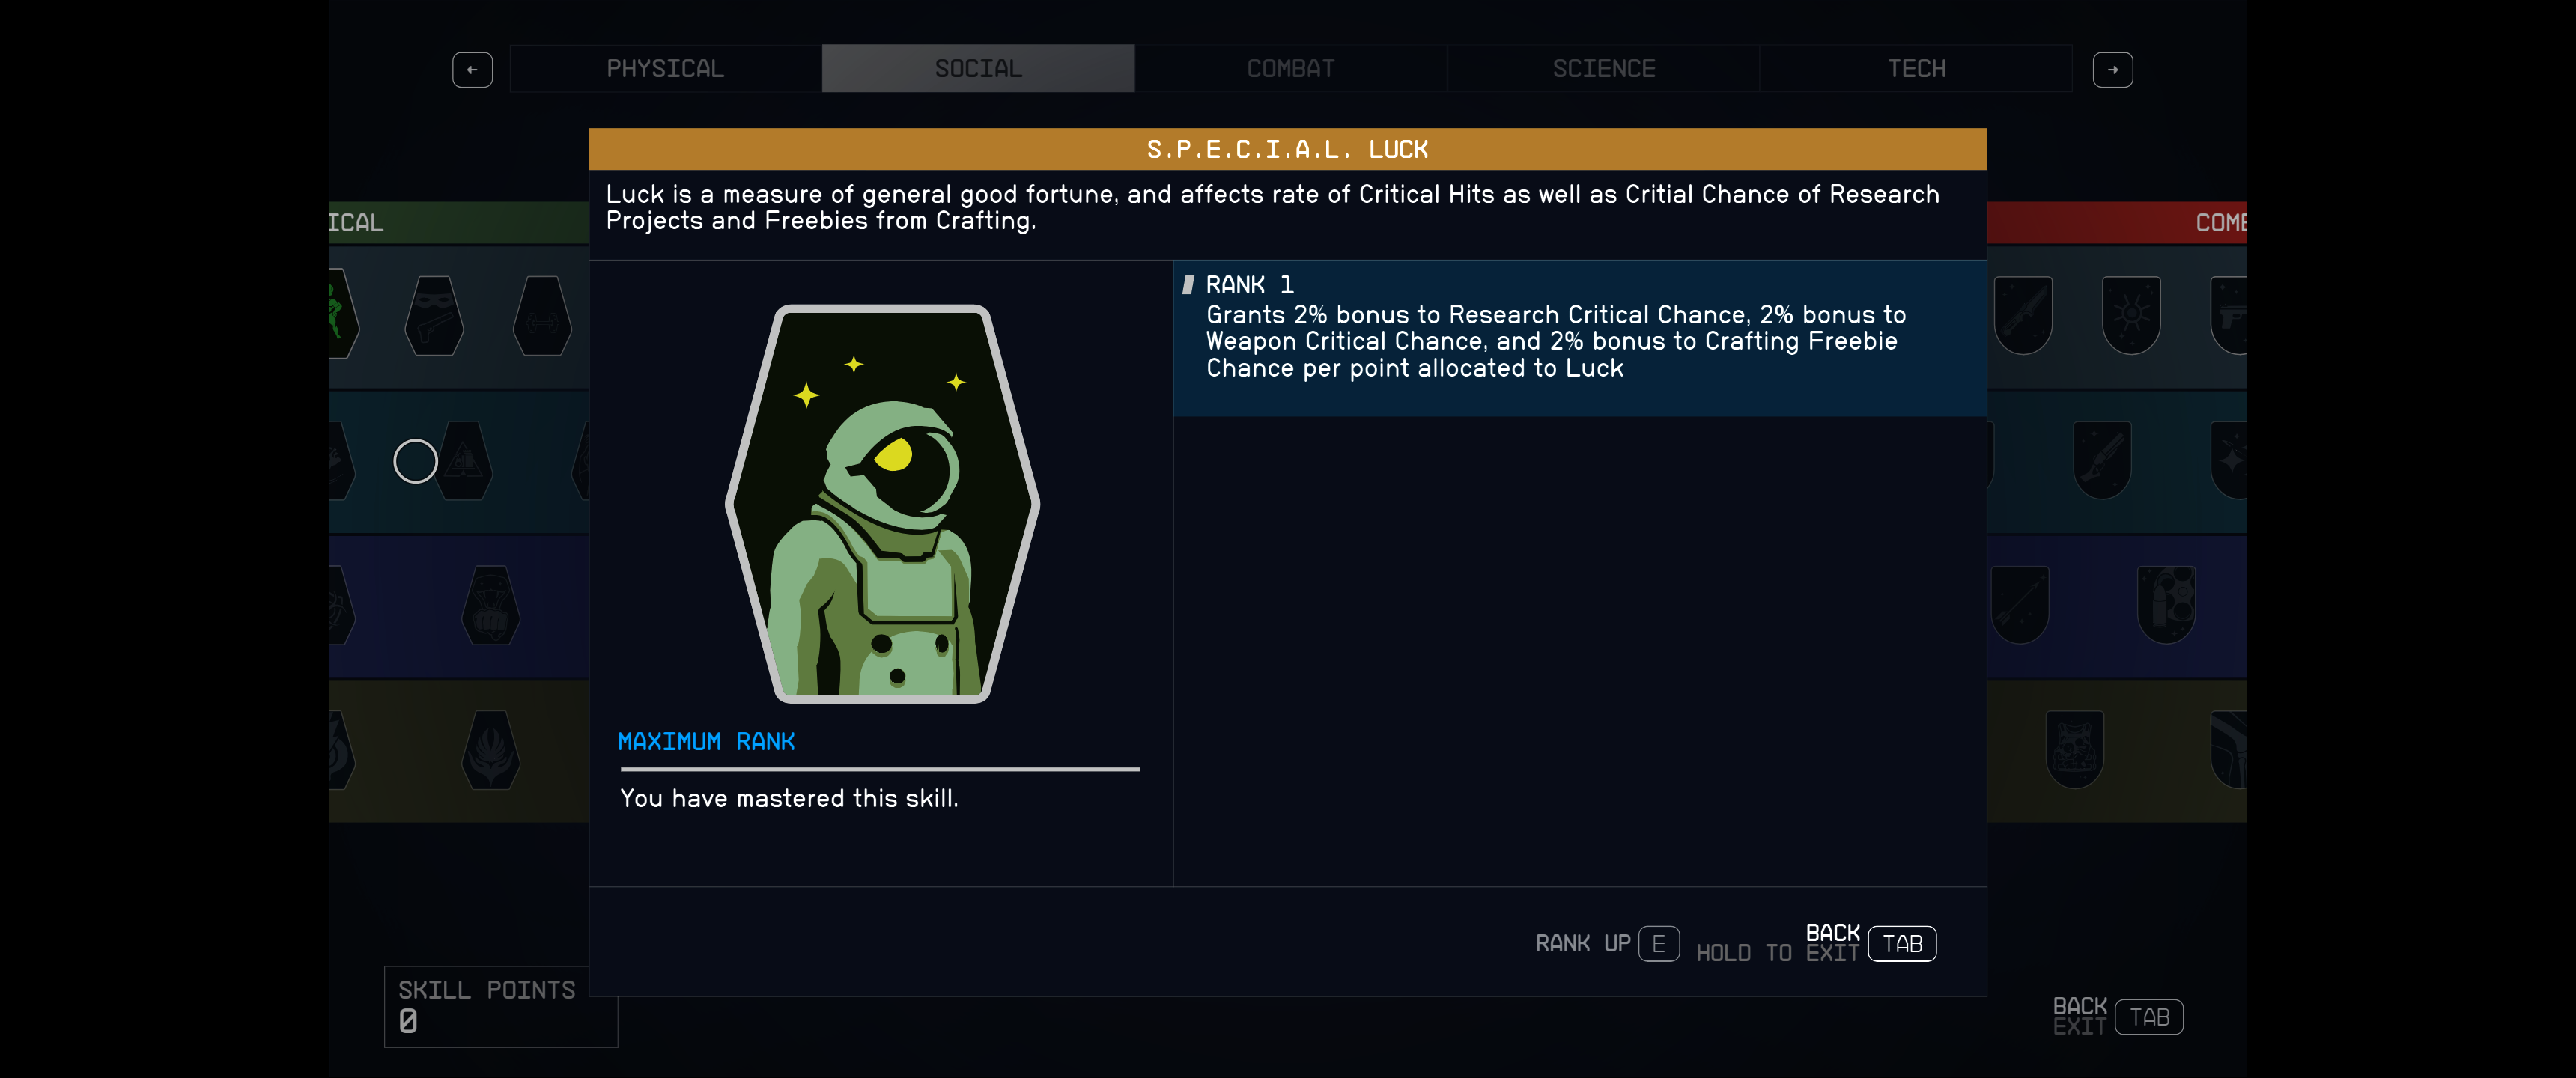 PHYSICAL
SOCIAL
COMBAT
SCIENCE
TECH
S.P.E.C.I.A.L. LUCK
Luck is a measure of general good fortune, and affects rate of Critical Hits as well as Critial Chance of Research
Projects and Freebies from Crafting.
ICAL
COMB
RANK 1
Grants 2% bonus to Research Critical Chance, 2% bonus to
Weapon Critical Chance, and 2% bonus to Crafting Freebie
Chance per point allocated to Luck
MAXIMUM RANK
You have mastered this skill.
RANK UP E
HOLD TO
BACK
EXIT
TAB
SKILL POINTS
0
BACK
EXIT
TAB